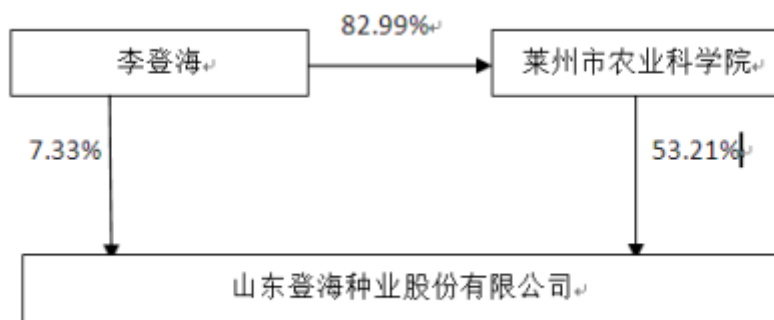 82.99%
李登海
莱州市农业科学院
7.33%
53.21%
山东登海种业股份有限公司